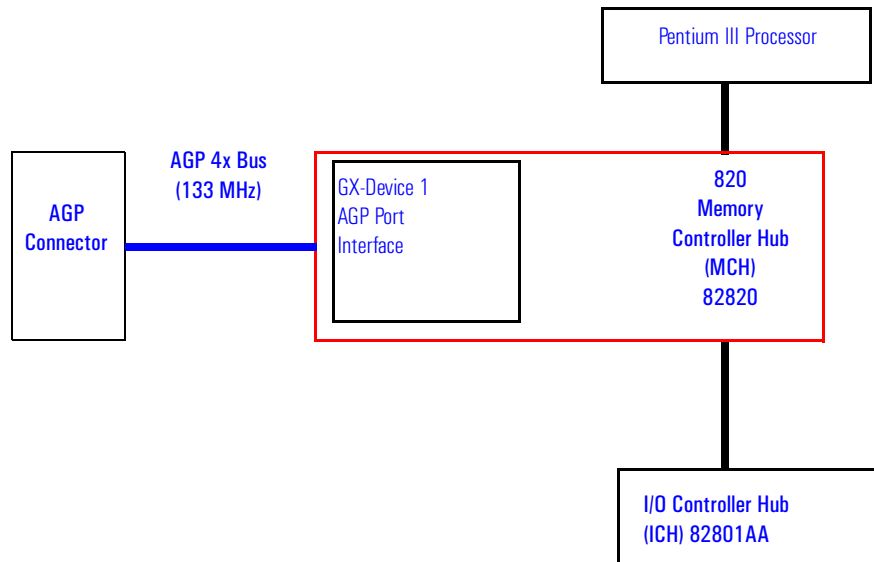 Pentium III Processor
AGP 4x Bus
(133 MHz)
AGP
Connector
GX-Device 1
AGP Port
Interface
820
Memory
Controller Hub
(MCH)
82820
I/O Controller Hub
(ICH) 82801AA